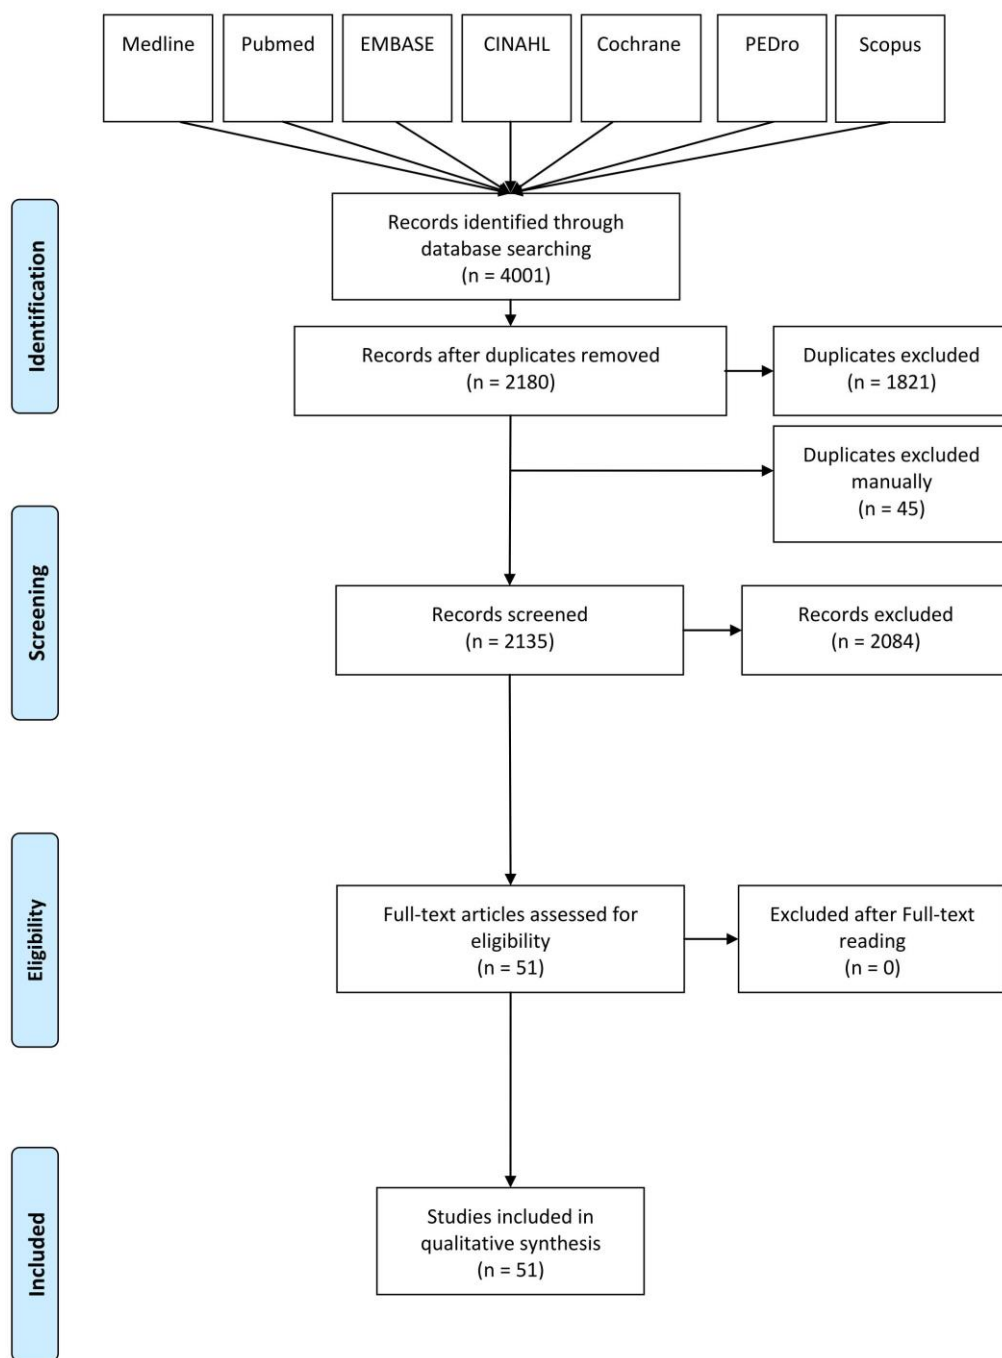 Medline
Pubmed
EMBASE
CINAHL
Cochrane
PEDro
Scopus
Identification
Records identified through
database searching
(n = 4001)
Records after duplicates removed
(n = 2180)
Duplicates excluded
(n = 1821)
Duplicates excluded
manually
(n = 45)
Screening
Records screened
(n = 2135)
Records excluded
(n = 2084)
Eligibility
Full-text articles assessed for
eligibility
(n = 51)
Excluded after Full-text
reading
(n = 0)
Included
Studies included in
qualitative synthesis
(n = 51)